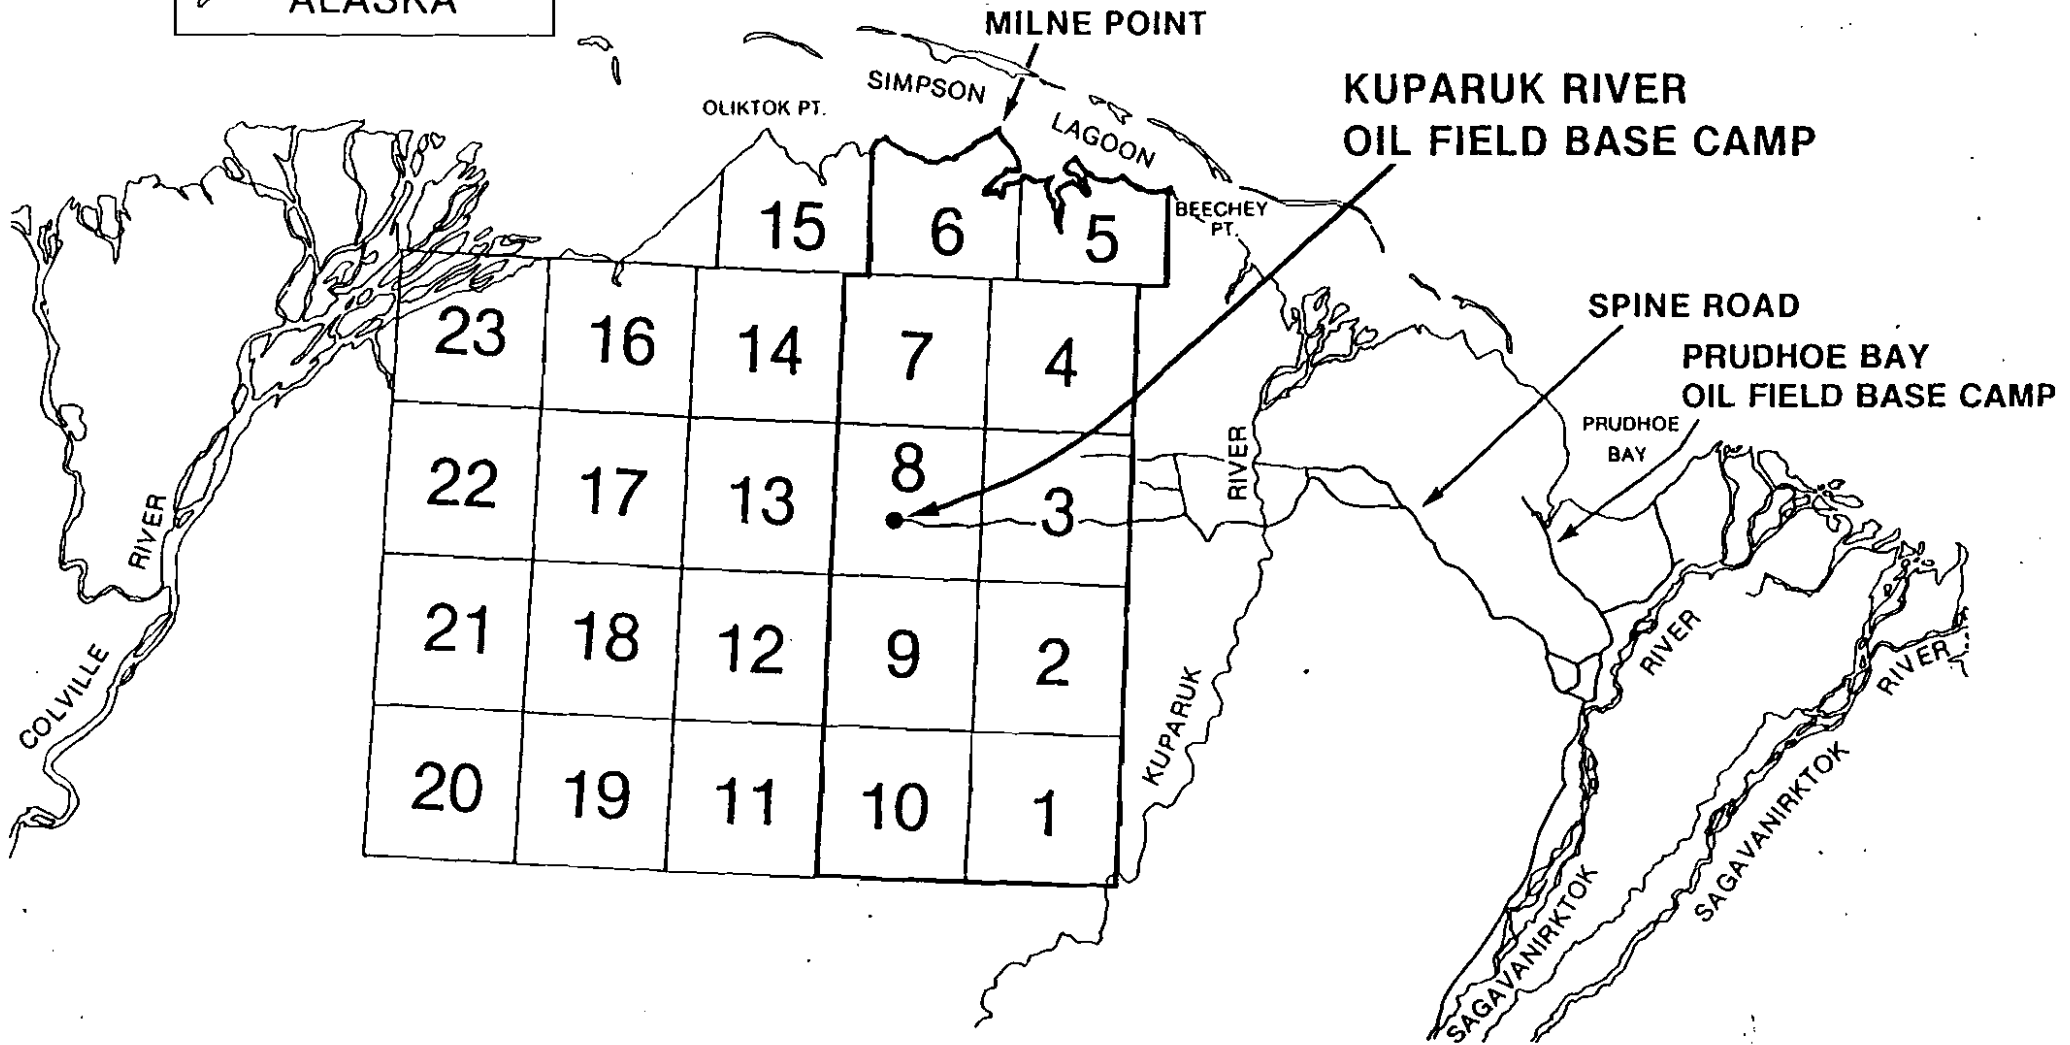 ALASKA
MILNE POINT
SIMPSON
LAGOON
OLIKTOK PT.
KUPARUK RIVER
OIL FIELD BASE CAMP
BEECHEY
PT.
15
6
5
SPINE ROAD
PRUDHOE BAY
OIL FIELD BASE CAMP
PRUDHOE
BAY
23
16
14
7
4
22
17
13
8
3
RIVER
RIVER
21
18
12
9
2
COLVILLE
KUPARUK
RIVER
RIVER
20
19
11
10
1
SAGAVANIRKTOK
SAGAVANIRKTOK